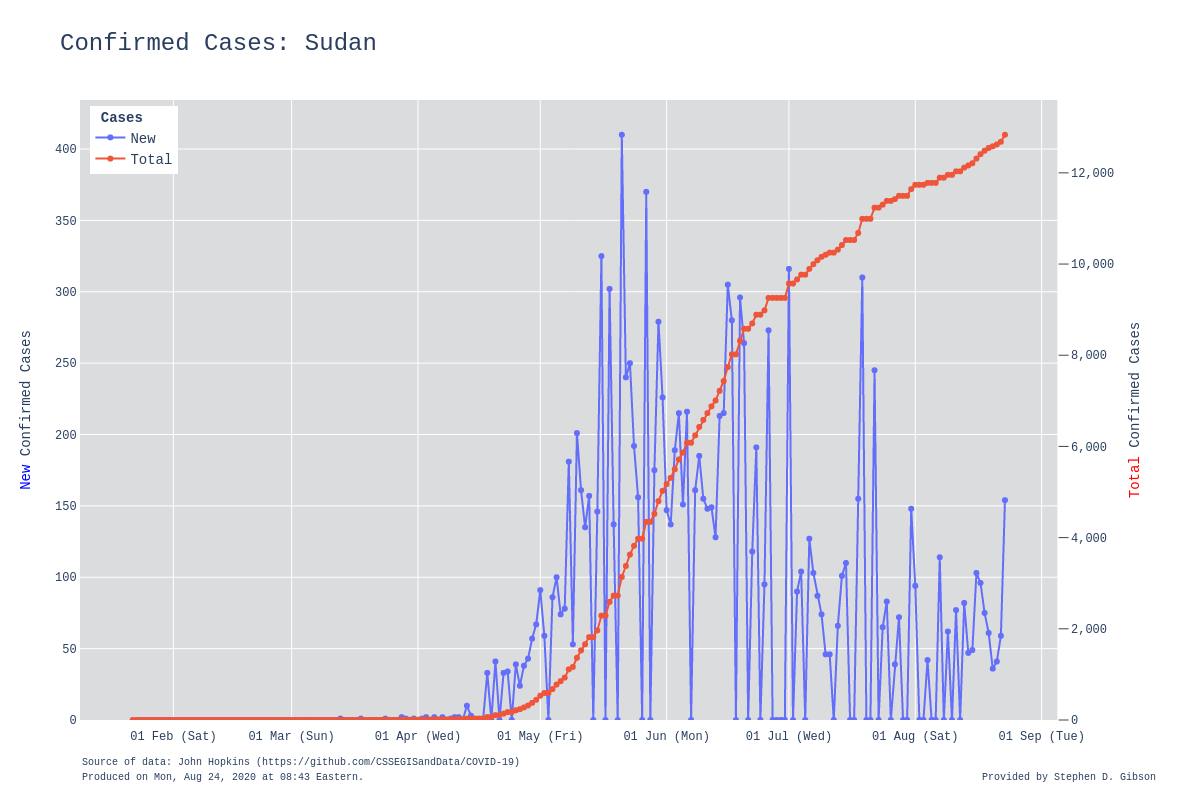 Confirmed Cases: Sudan
Cases
New
Total
400
350
300
250
200
150
100
50
0
12,000
10,000
8,000
6,000
4,000
2,000
0
New Confirmed Cases
Total Confirmed Cases
01 Feb (Sat) 01 Mar (Sun) 01 Apr (Wed) 01 May (Fri) 01 Jun (Mon) 01 Jul (Wed) 01 Aug (Sat) 01 Sep (Tue)
Source of data: John Hopkins (https://github.com/CSSEGISandData/COVID-19)
Produced on Mon, Aug 24, 2020 at 08:43 Eastern.
Provided by Stephen D. Gibson